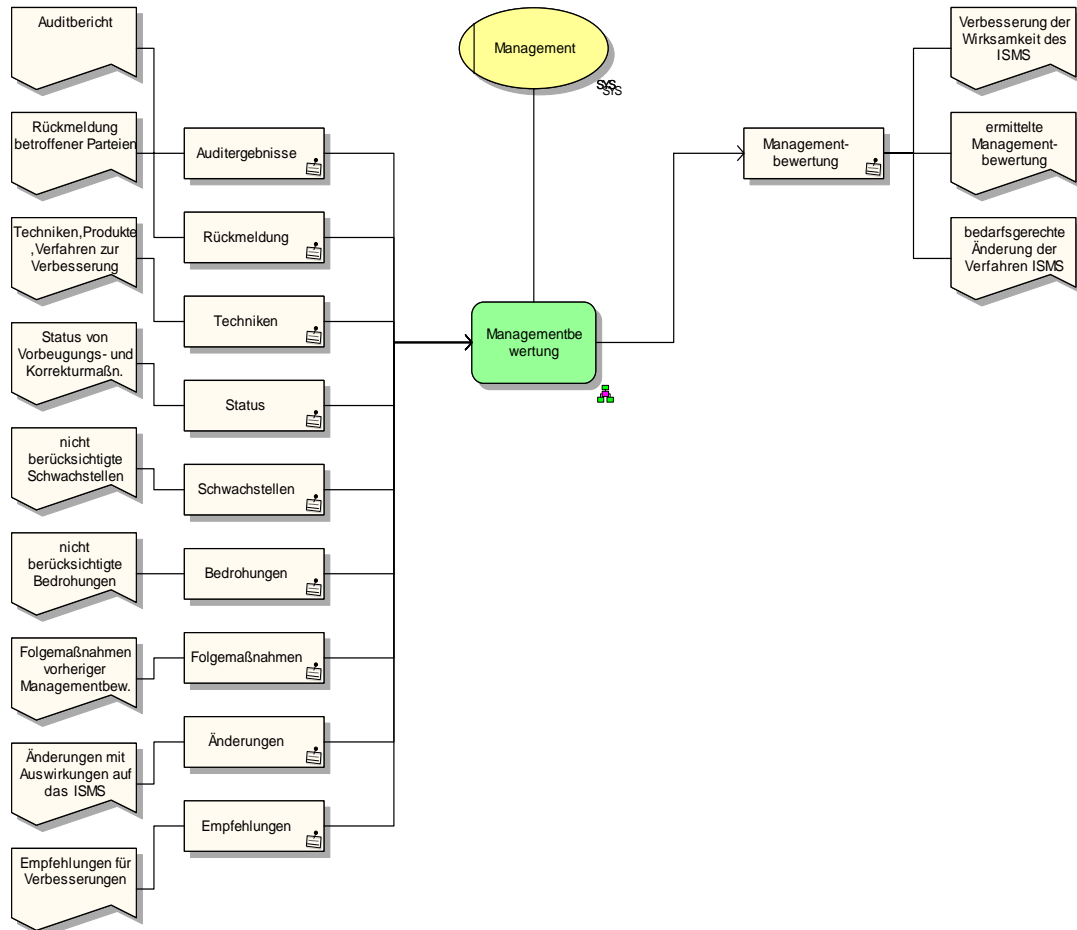 Auditbericht
Rückmeldung
betroffener Parteien
Techniken,Produkte
,Verfahren zur
Verbesserung
Status von
Vorbeugungs- und
Korrekturmaßn.
nicht
berücksichtigte
Schwachstellen
nicht
berücksichtigte
Bedrohungen
Folgemaßnahmen
vorheriger
Managementbew.
Änderungen mit
Auswirkungen auf
das ISMS
Empfehlungen für
Verbesserungen
Auditergebnisse
Rückmeldung
Techniken
Status
Schwachstellen
Bedrohungen
Folgemaßnahmen
Änderungen
Empfehlungen
Management
SYS
SYS
Managementbe
wertung
Management-
bewertung
Verbesserung der
Wirksamkeit des
ISMS
ermittelte
Management-
bewertung
bedarfsgerechte
Änderung der
Verfahren ISMS